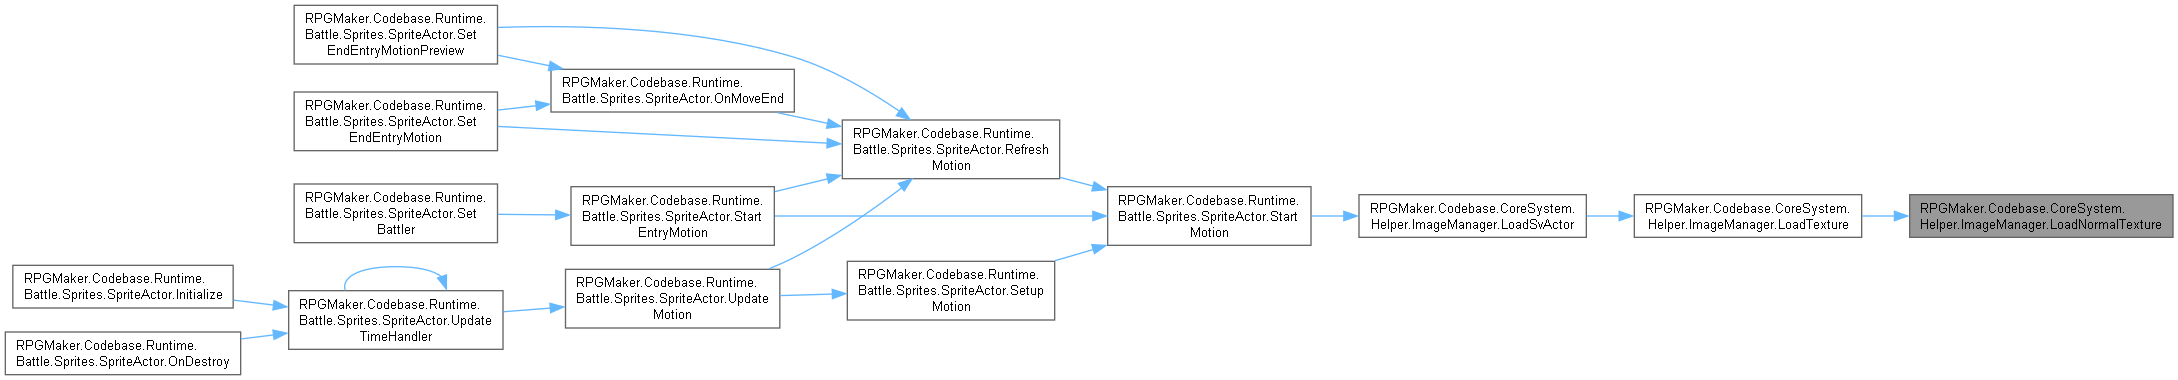 RPGMaker.Codebase.Runtime.
Battle.Sprites.SpriteActor.Set
EndEntryMotionPreview
RPGMaker.Codebase.Runtime.
Battle.Sprites.SpriteActor.OnMoveEnd
RPGMaker.Codebase.Runtime.
Battle.Sprites.SpriteActor.Set
EndEntryMotion
RPGMaker.Codebase.Runtime.
Battle.Sprites.SpriteActor.Refresh
Motion
RPGMaker.Codebase.Runtime.
Battle.Sprites.SpriteActor.Set
Battler
RPGMaker.Codebase.Runtime.
Battle.Sprites.SpriteActor.Start
EntryMotion
RPGMaker.Codebase.Runtime.
Battle.Sprites.SpriteActor.Start
Motion
RPGMaker.Codebase.CoreSystem.
Helper.ImageManager.LoadSvActor
RPGMaker.Codebase.CoreSystem.
Helper.ImageManager.LoadTexture
RPGMaker.Codebase.CoreSystem.
Helper.ImageManager.LoadNormalTexture
RPGMaker.Codebase.Runtime.
Battle.Sprites.SpriteActor.Initialize
RPGMaker.Codebase.Runtime.
Battle.Sprites.SpriteActor.Update
TimeHandler
RPGMaker.Codebase.Runtime.
Battle.Sprites.SpriteActor.Update
Motion
RPGMaker.Codebase.Runtime.
Battle.Sprites.SpriteActor.Setup
Motion
RPGMaker.Codebase.Runtime.
Battle.Sprites.SpriteActor.OnDestroy